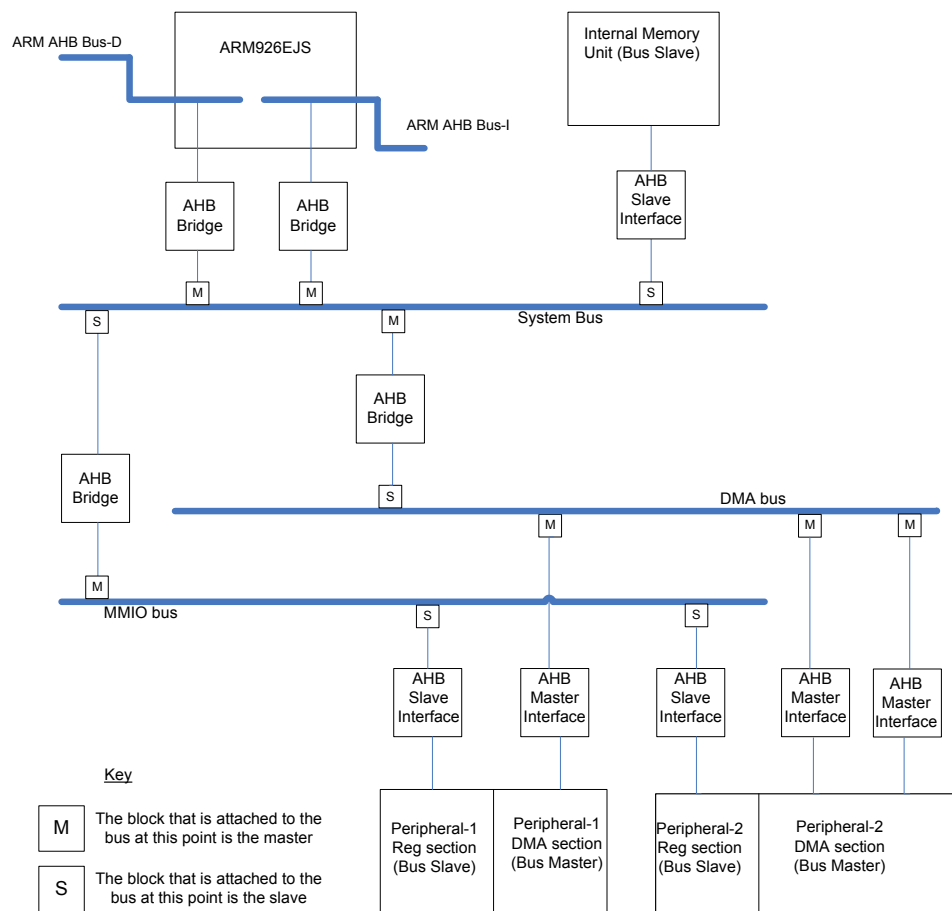 ARM AHB Bus-D
ARM926EJS
Internal Memory
Unit (Bus Slave)
ARM AHB Bus-I
AHB
Bridge
AHB
Bridge
AHB
Slave
Interface
M
M
S
System Bus
S
M
AHB
Bridge
AHB
Bridge
S
DMA bus
M
M
M
M
MMIO bus
S
S
AHB
Slave
Interface
AHB
Master
Interface
AHB
Slave
Interface
AHB
Master
Interface
AHB
Master
Interface
Key
M
The block that is attached to the
bus at this point is the master
S
The block that is attached to the
bus at this point is the slave
Peripheral-1
Reg section
(Bus Slave)
Peripheral-1
DMA section
(Bus Master)
Peripheral-2
Reg section
(Bus Slave)
Peripheral-2
DMA section
(Bus Master)